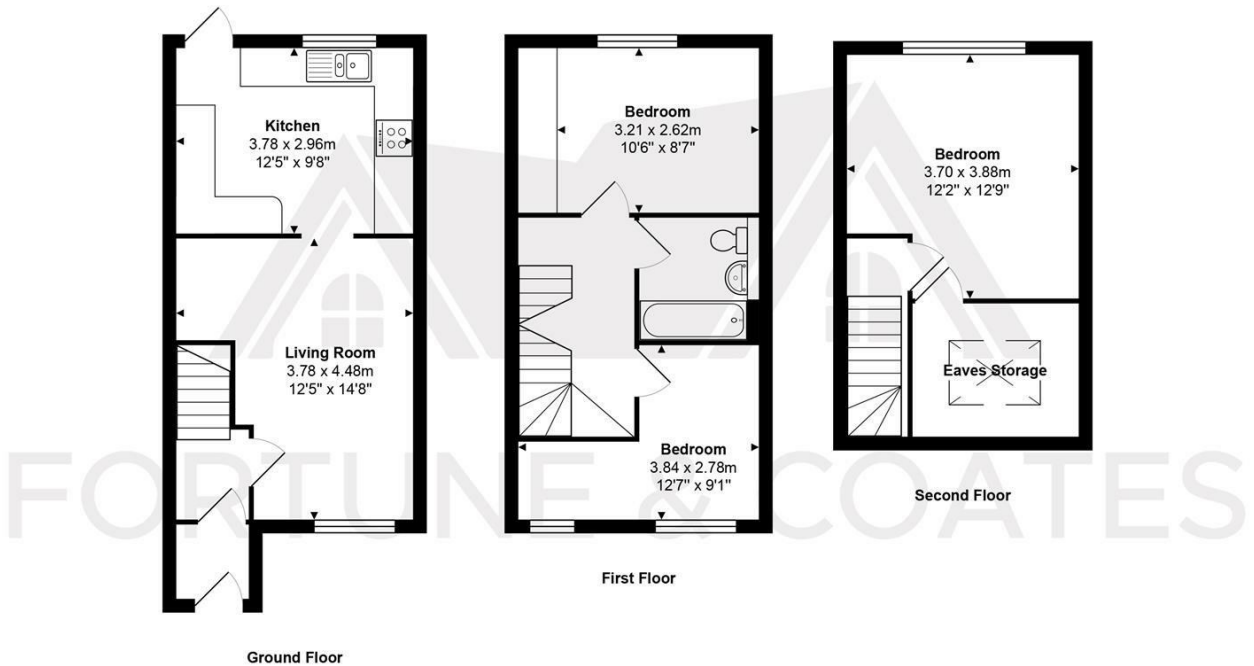 Kitchen
3.78 x 2.96m
12'5" x 9'8"
Living Room
3.78 x 4.48m
12'5" x 14'8"
Ground Floor
Bedroom
3.21 x 2.62m
10'6" x 8'7"
Bedroom
3.84 x 2.78m
12'7" x 9'1"
First Floor
Bedroom
3.70 x 3.88m
12'2" x 12'9"
Eaves Storage
Second Floor
FORTUNE & COATES